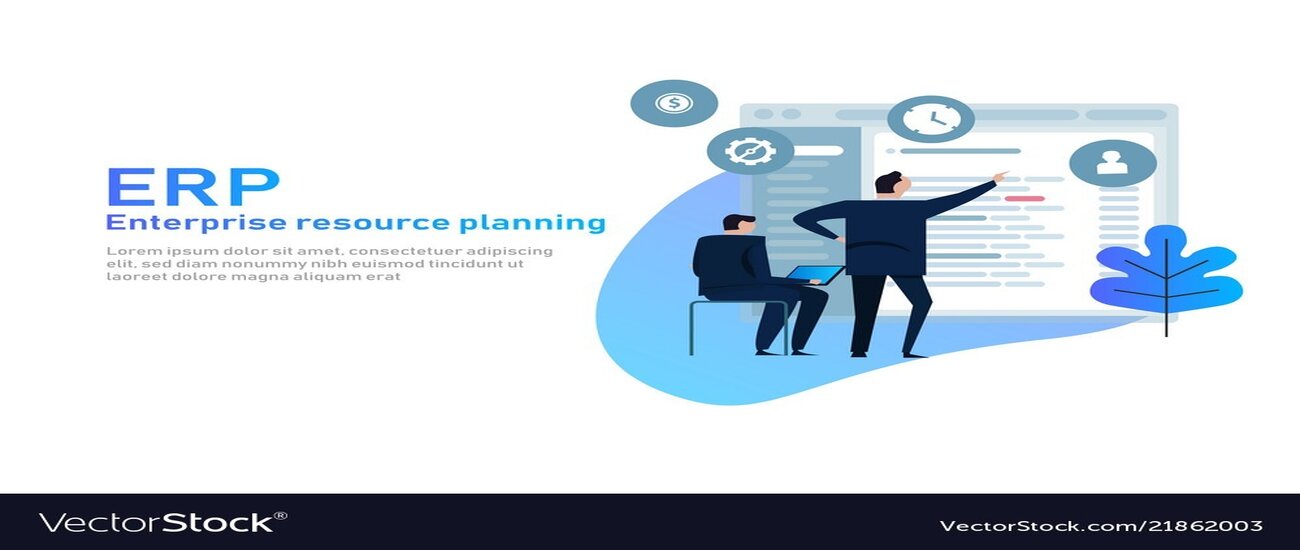 ERP
Enterprise resource planning
Lorem ipsum dolor sit amet, consectetuer adipiscing
elit, sed diam nonummy nibh euismod tincidunt ut
laoreet dolore magna aliquam erat
$
VectorStock®
VectorStock.com/21862003